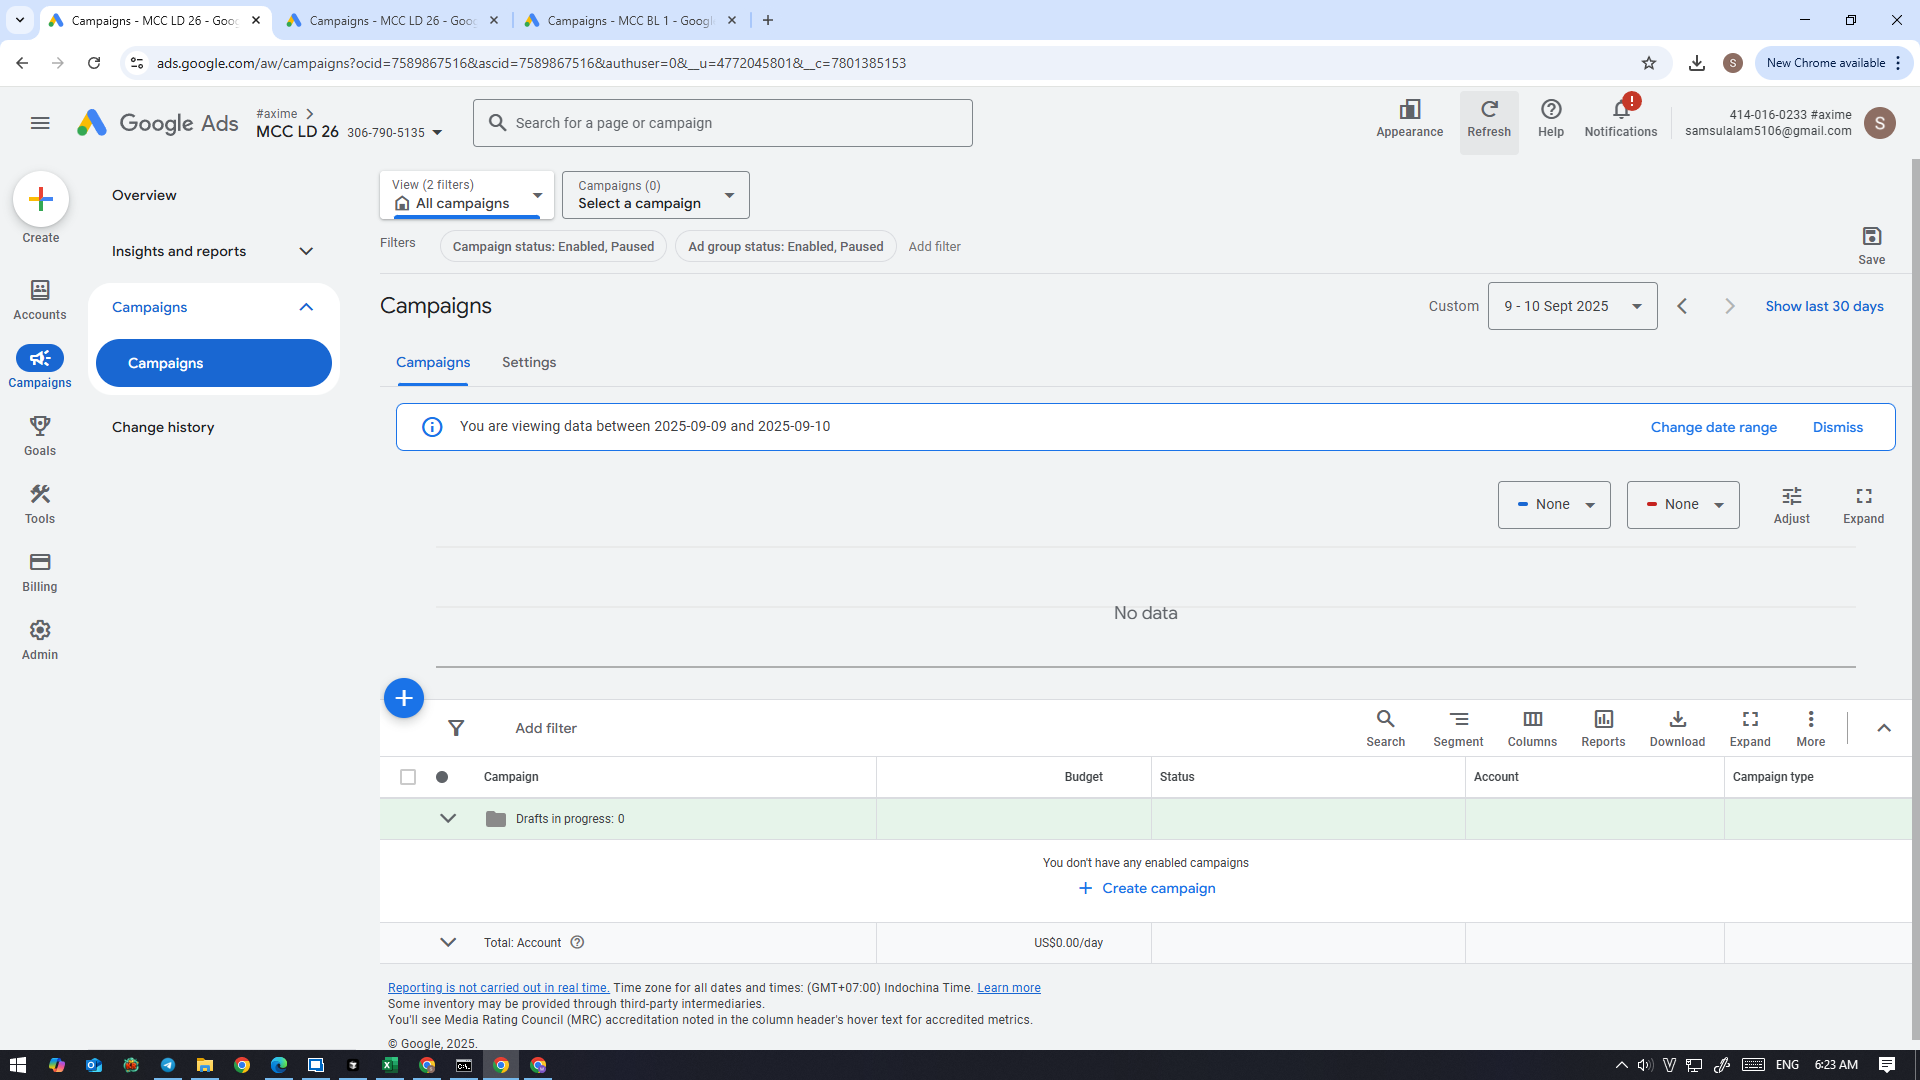 Campaigns - MCC LD 26 - Goog
Campaigns - MCC LD 26 - Goog
Campaigns - MCC BL 1 - Google
ads.google.com/aw/campaigns?ocid=7589867516&ascid=7589867516&authuser=0&__u=4772045801&__c=7801385153
S
New Chrome available
Google Ads
#axime
MCC LD 26 306-790-5135
Search for a page or campaign
Appearance
Refresh
Help
Notifications
414-016-0233 #axime
samsulalam5106@gmail.com
S
Create
Accounts
Campaigns
Goals
Tools
Billing
Admin
Overview
Insights and reports
Campaigns
Campaigns
Change history
View (2 filters)
All campaigns
Campaigns (0)
Select a campaign
Filters
Campaign status: Enabled, Paused
Ad group status: Enabled, Paused
Add filter
Save
Campaigns
Custom
9 - 10 Sept 2025
Show last 30 days
Campaigns
Settings
You are viewing data between 2025-09-09 and 2025-09-10
Change date range
Dismiss
None
None
Adjust
Expand
No data
Add filter
Search
Segment
Columns
Reports
Download
Expand
More
Campaign
Budget
Status
Account
Campaign type
Drafts in progress: 0
You don't have any enabled campaigns
Create campaign
Total: Account
US$0.00/day
Reporting is not carried out in real time. Time zone for all dates and times: (GMT+07:00) Indochina Time. Learn more
Some inventory may be provided through third-party intermediaries.
You'll see Media Rating Council (MRC) accreditation noted in the column header's hover text for accredited metrics.
© Google, 2025.
ENG
6:23 AM